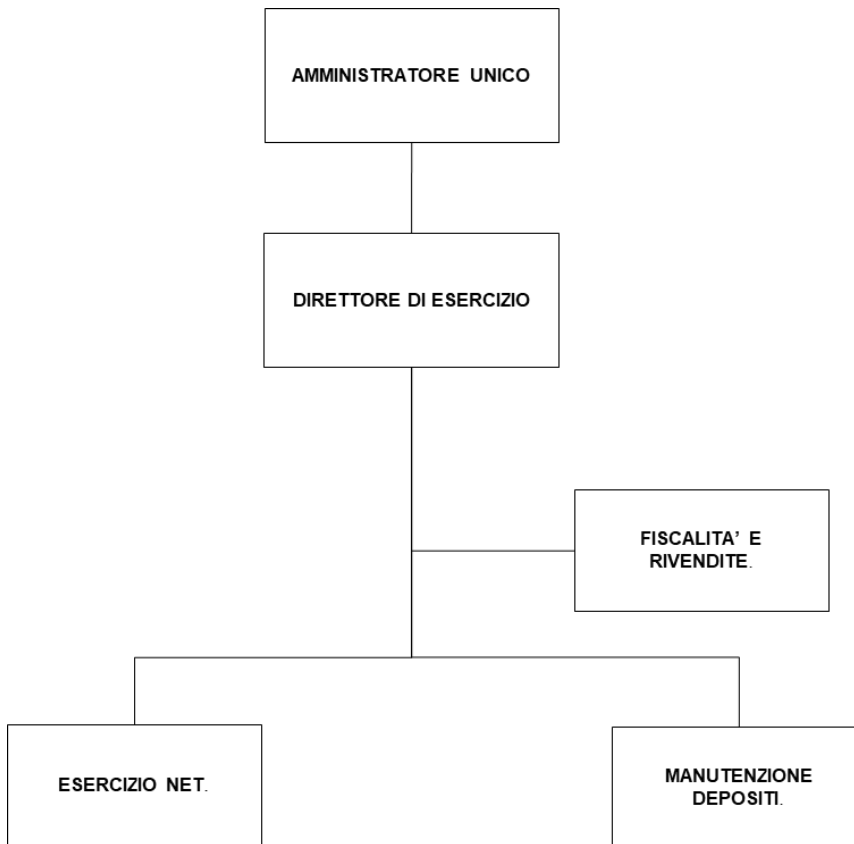 AMMINISTRATORE UNICO
DIRETTORE DI ESERCIZIO
FISCALITA’ E
RIVENDITE.
ESERCIZIO NET.
MANUTENZIONE
DEPOSITI.